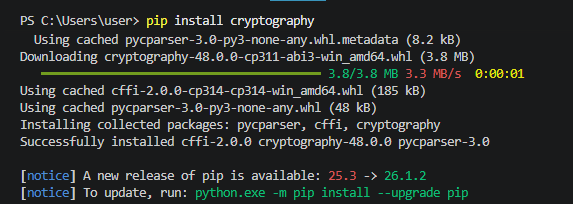 PS C:\Users\user> pip install cryptography
  Using cached pycparser-3.0-py3-none-any.whl.metadata (8.2 kB)
Downloading cryptography-48.0.0-cp311-abi3-win_amd64.whl (3.8 MB)
3.8/3.8 MB 3.3 MB/s  0:00:01
Using cached cffi-2.0.0-cp314-cp314-win_amd64.whl (185 kB)
Using cached pycparser-3.0-py3-none-any.whl (48 kB)
Installing collected packages: pycparser, cffi, cryptography
Successfully installed cffi-2.0.0 cryptography-48.0.0 pycparser-3.0
[notice] A new release of pip is available: 25.3 -> 26.1.2
[notice] To update, run: python.exe -m pip install --upgrade pip